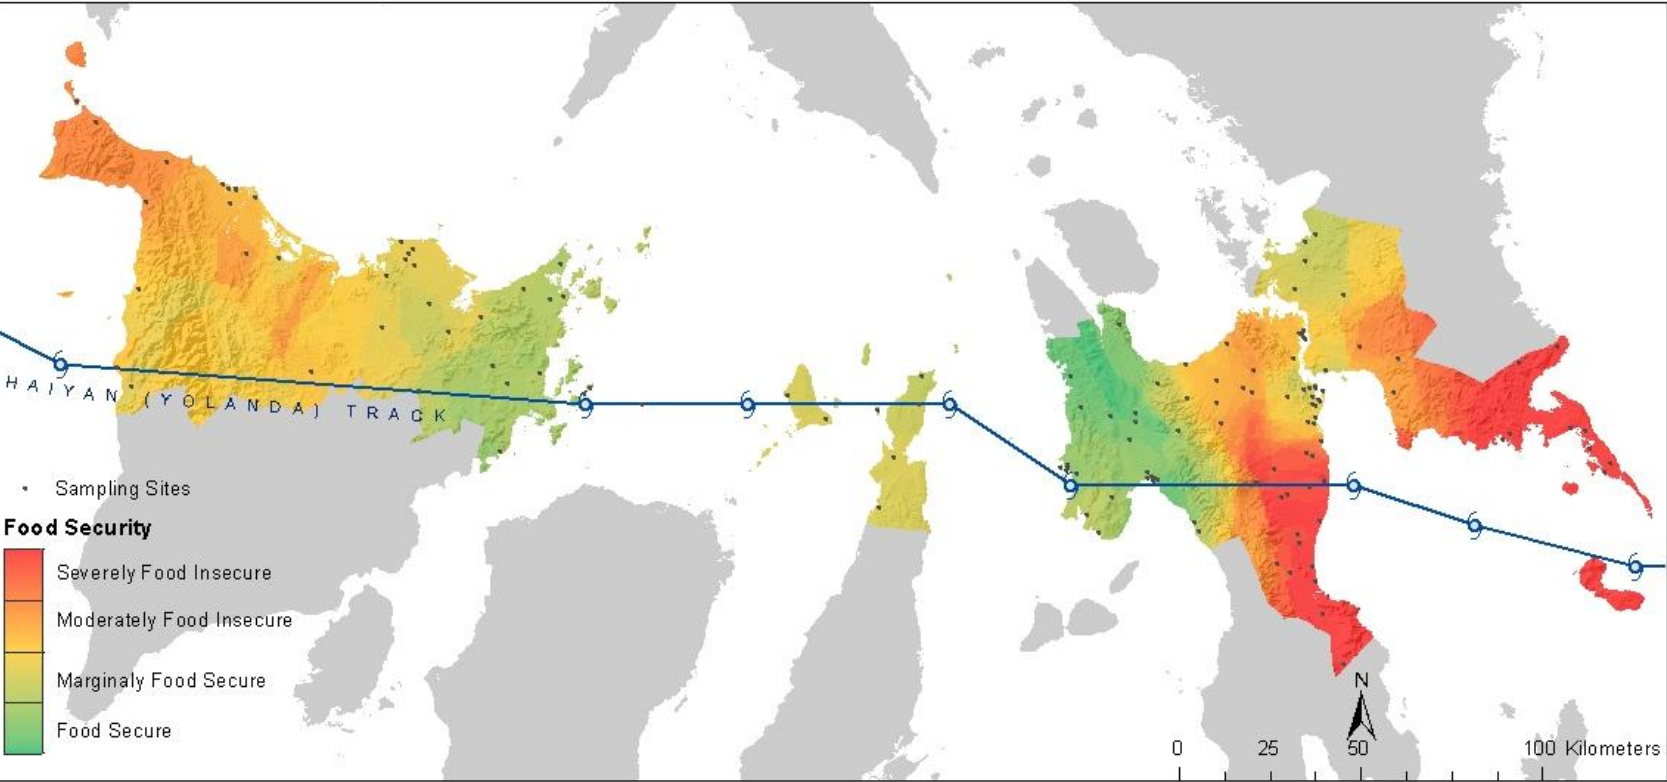 HAIYAN (YOLANDA) TRACK
Sampling Sites
Food Security
Severely Food Insecure
Moderately Food Insecure
Marginaly Food Secure
Food Secure
N
0 25 50 100 Kilometers